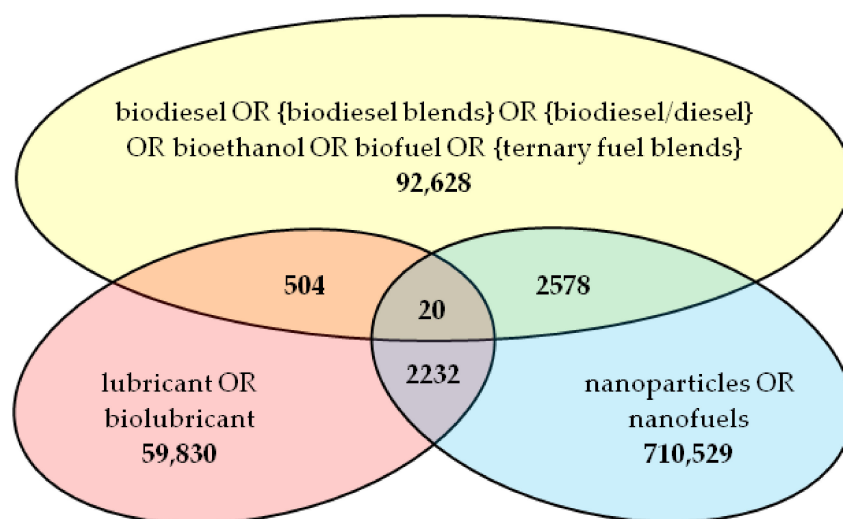 biodiesel OR {biodiesel blends} OR {biodiesel/diesel}
OR bioethanol OR biofuel OR {ternary fuel blends}
92,628
504
20
2578
2232
lubricant OR
biolubricant
59,830
nanoparticles OR
nanofuels
710,529